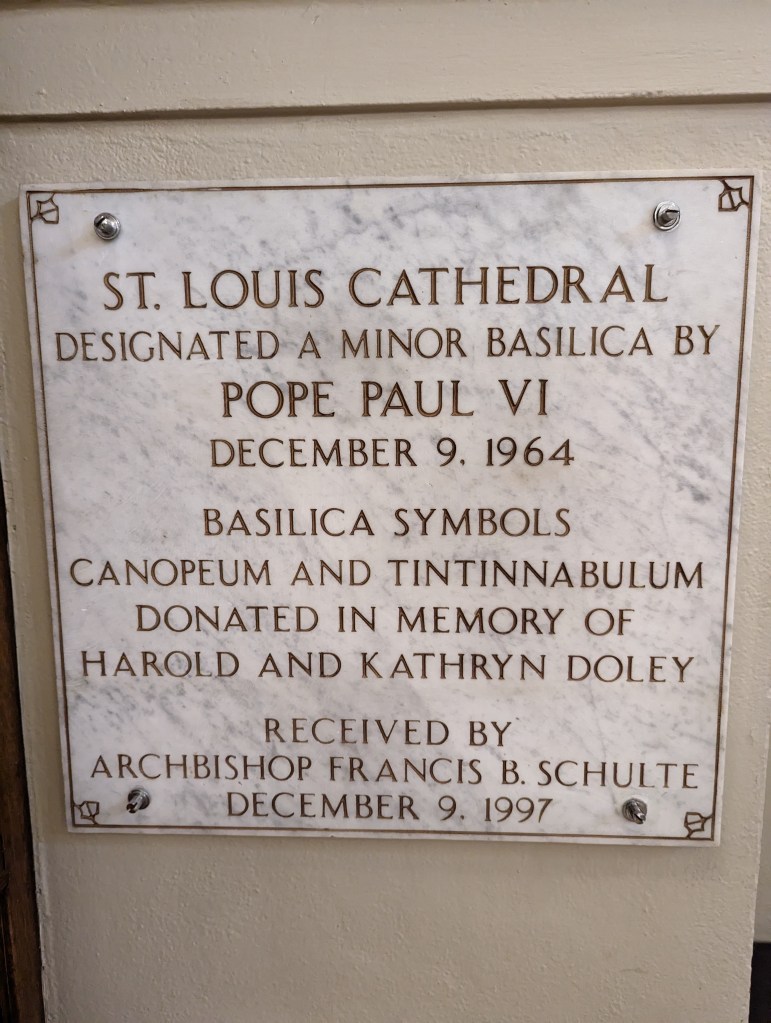 ST. LOUIS CATHEDRAL
DESIGNATED A MINOR BASILICA BY
POPE PAUL VI
DECEMBER 9, 1964
BASILICA SYMBOLS
CANOPEUM AND TINTINNABULUM
DONATED IN MEMORY OF
HAROLD AND KATHRYN DOLEY
RECEIVED BY
ARCHBISHOP FRANCIS B. SCHULTE
DECEMBER 9, 1997